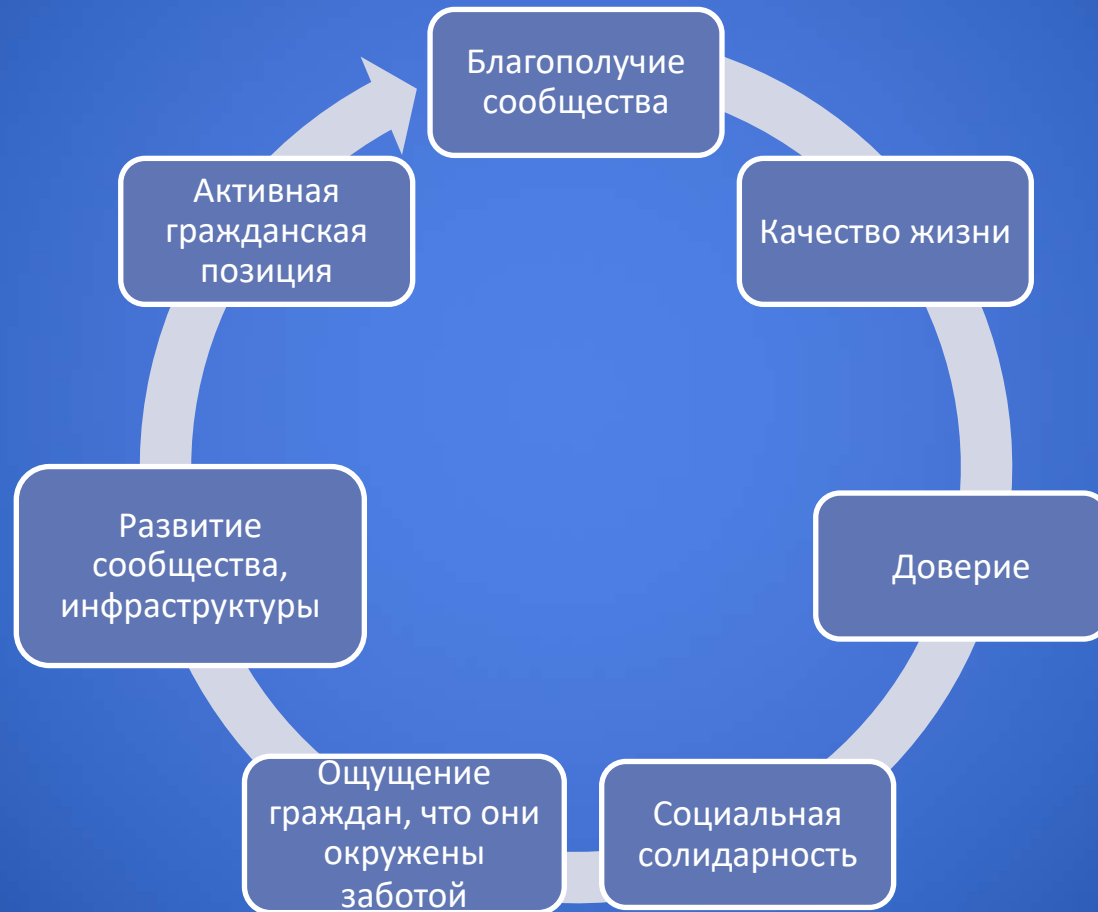 Благополучие
сообщества
Качество жизни
Доверие
Социальная
солидарность
Ощущение
граждан, что они
окружены
заботой
Развитие
сообщества,
инфраструктуры
Активная
гражданская
позиция